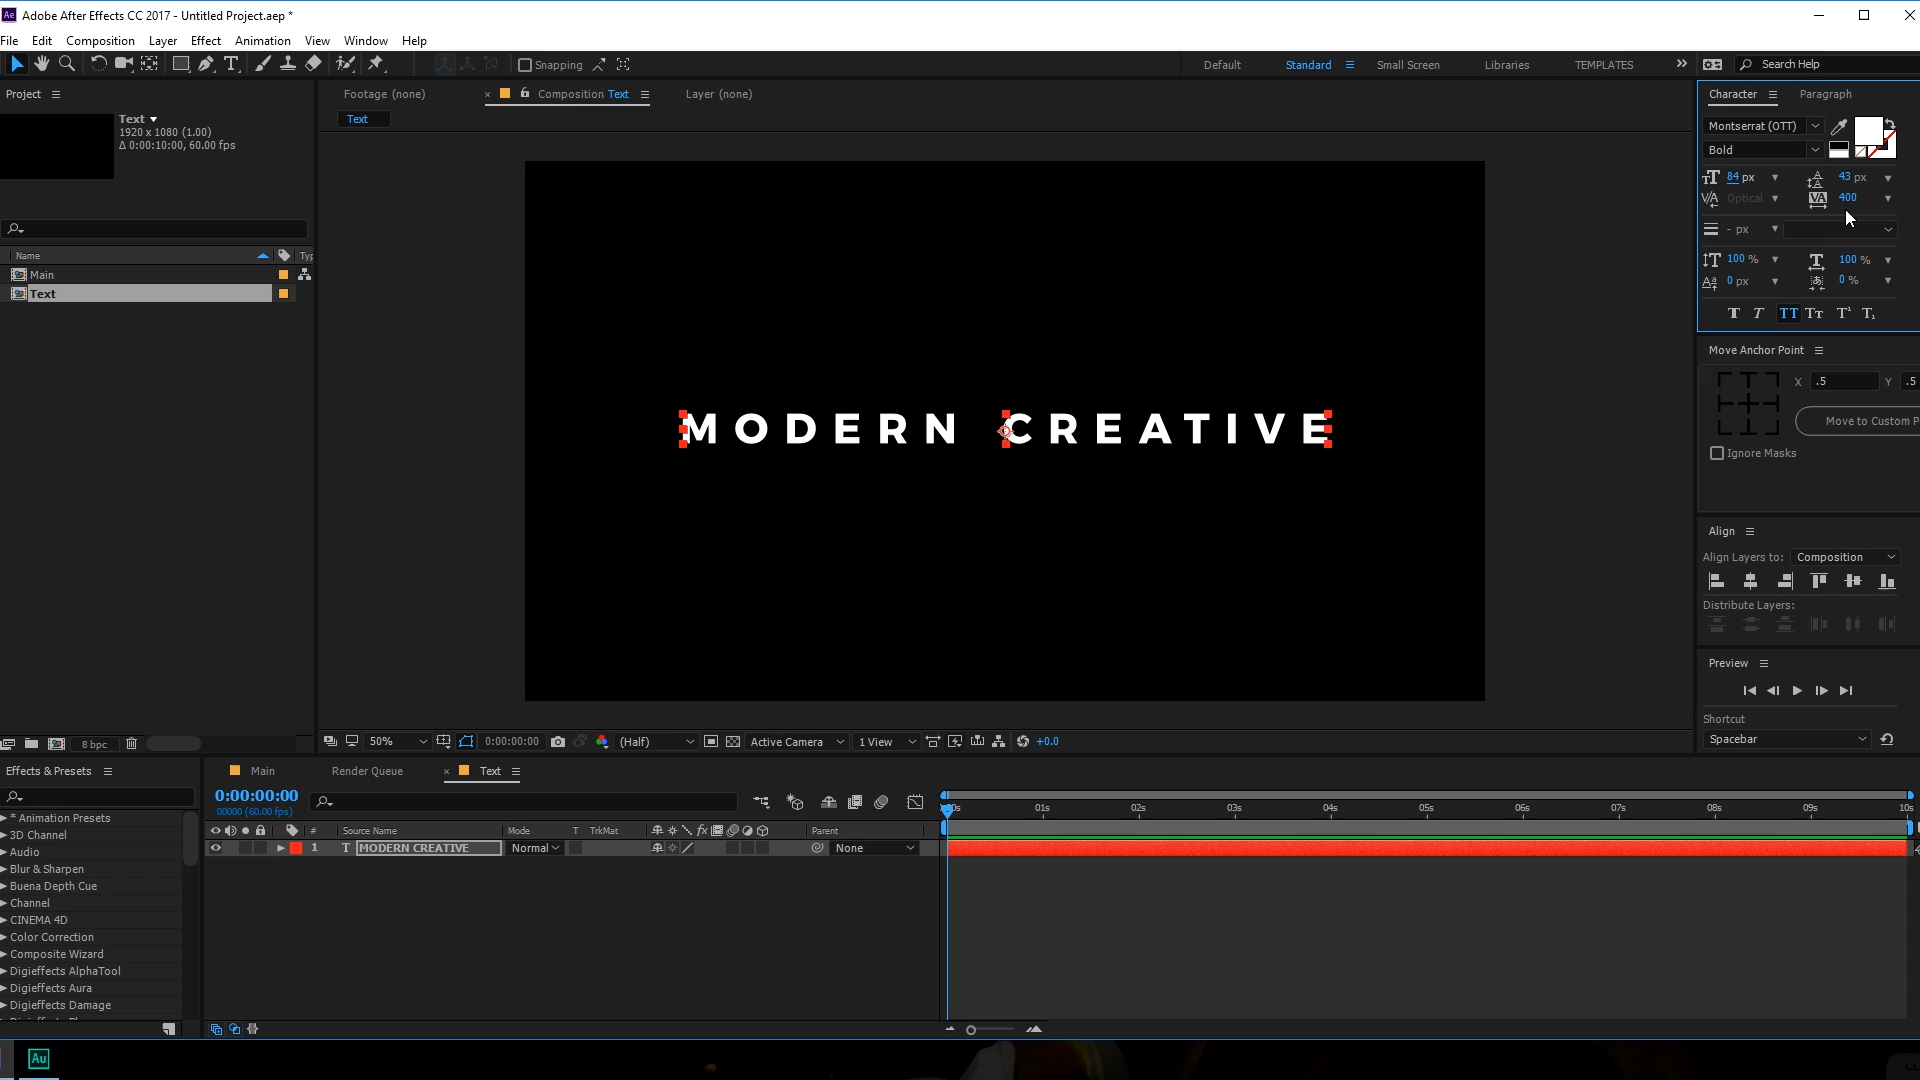 Ae Adobe After Effects CC 2017 - Untitled Project.aep *
File Edit Composition Layer Effect Animation View Window Help
Snapping
Default Standard Small Screen Libraries TEMPLATES Search Help
Project
Text
1920 x 1080 (1.00)
Δ 0:00:10:00, 60.00 fps
Name Typ
Main
Text
8 bpc
Footage (none) Composition Text Layer (none)
Text
MODERN CREATIVE
50% 0:00:00:00 (Half) Active Camera 1 View +0.0
Character Paragraph
Montserrat (OTT)
Bold
84 px 43 px
Optical 400
- px
100 % 100 %
0 px 0 %
Move Anchor Point
X .5 Y .5
Move to Custom P
Ignore Masks
Align
Align Layers to: Composition
Distribute Layers:
Preview
Shortcut
Spacebar
Effects & Presets
* Animation Presets
3D Channel
Audio
Blur & Sharpen
Buena Depth Cue
Channel
CINEMA 4D
Color Correction
Composite Wizard
Digieffects AlphaTool
Digieffects Aura
Digieffects Damage
Main Render Queue Text
0:00:00:00
00000 (60.00 fps)
# Source Name Mode T TrkMat Parent
1 T MODERN CREATIVE Normal None
0s 01s 02s 03s 04s 05s 06s 07s 08s 09s 10s
Au